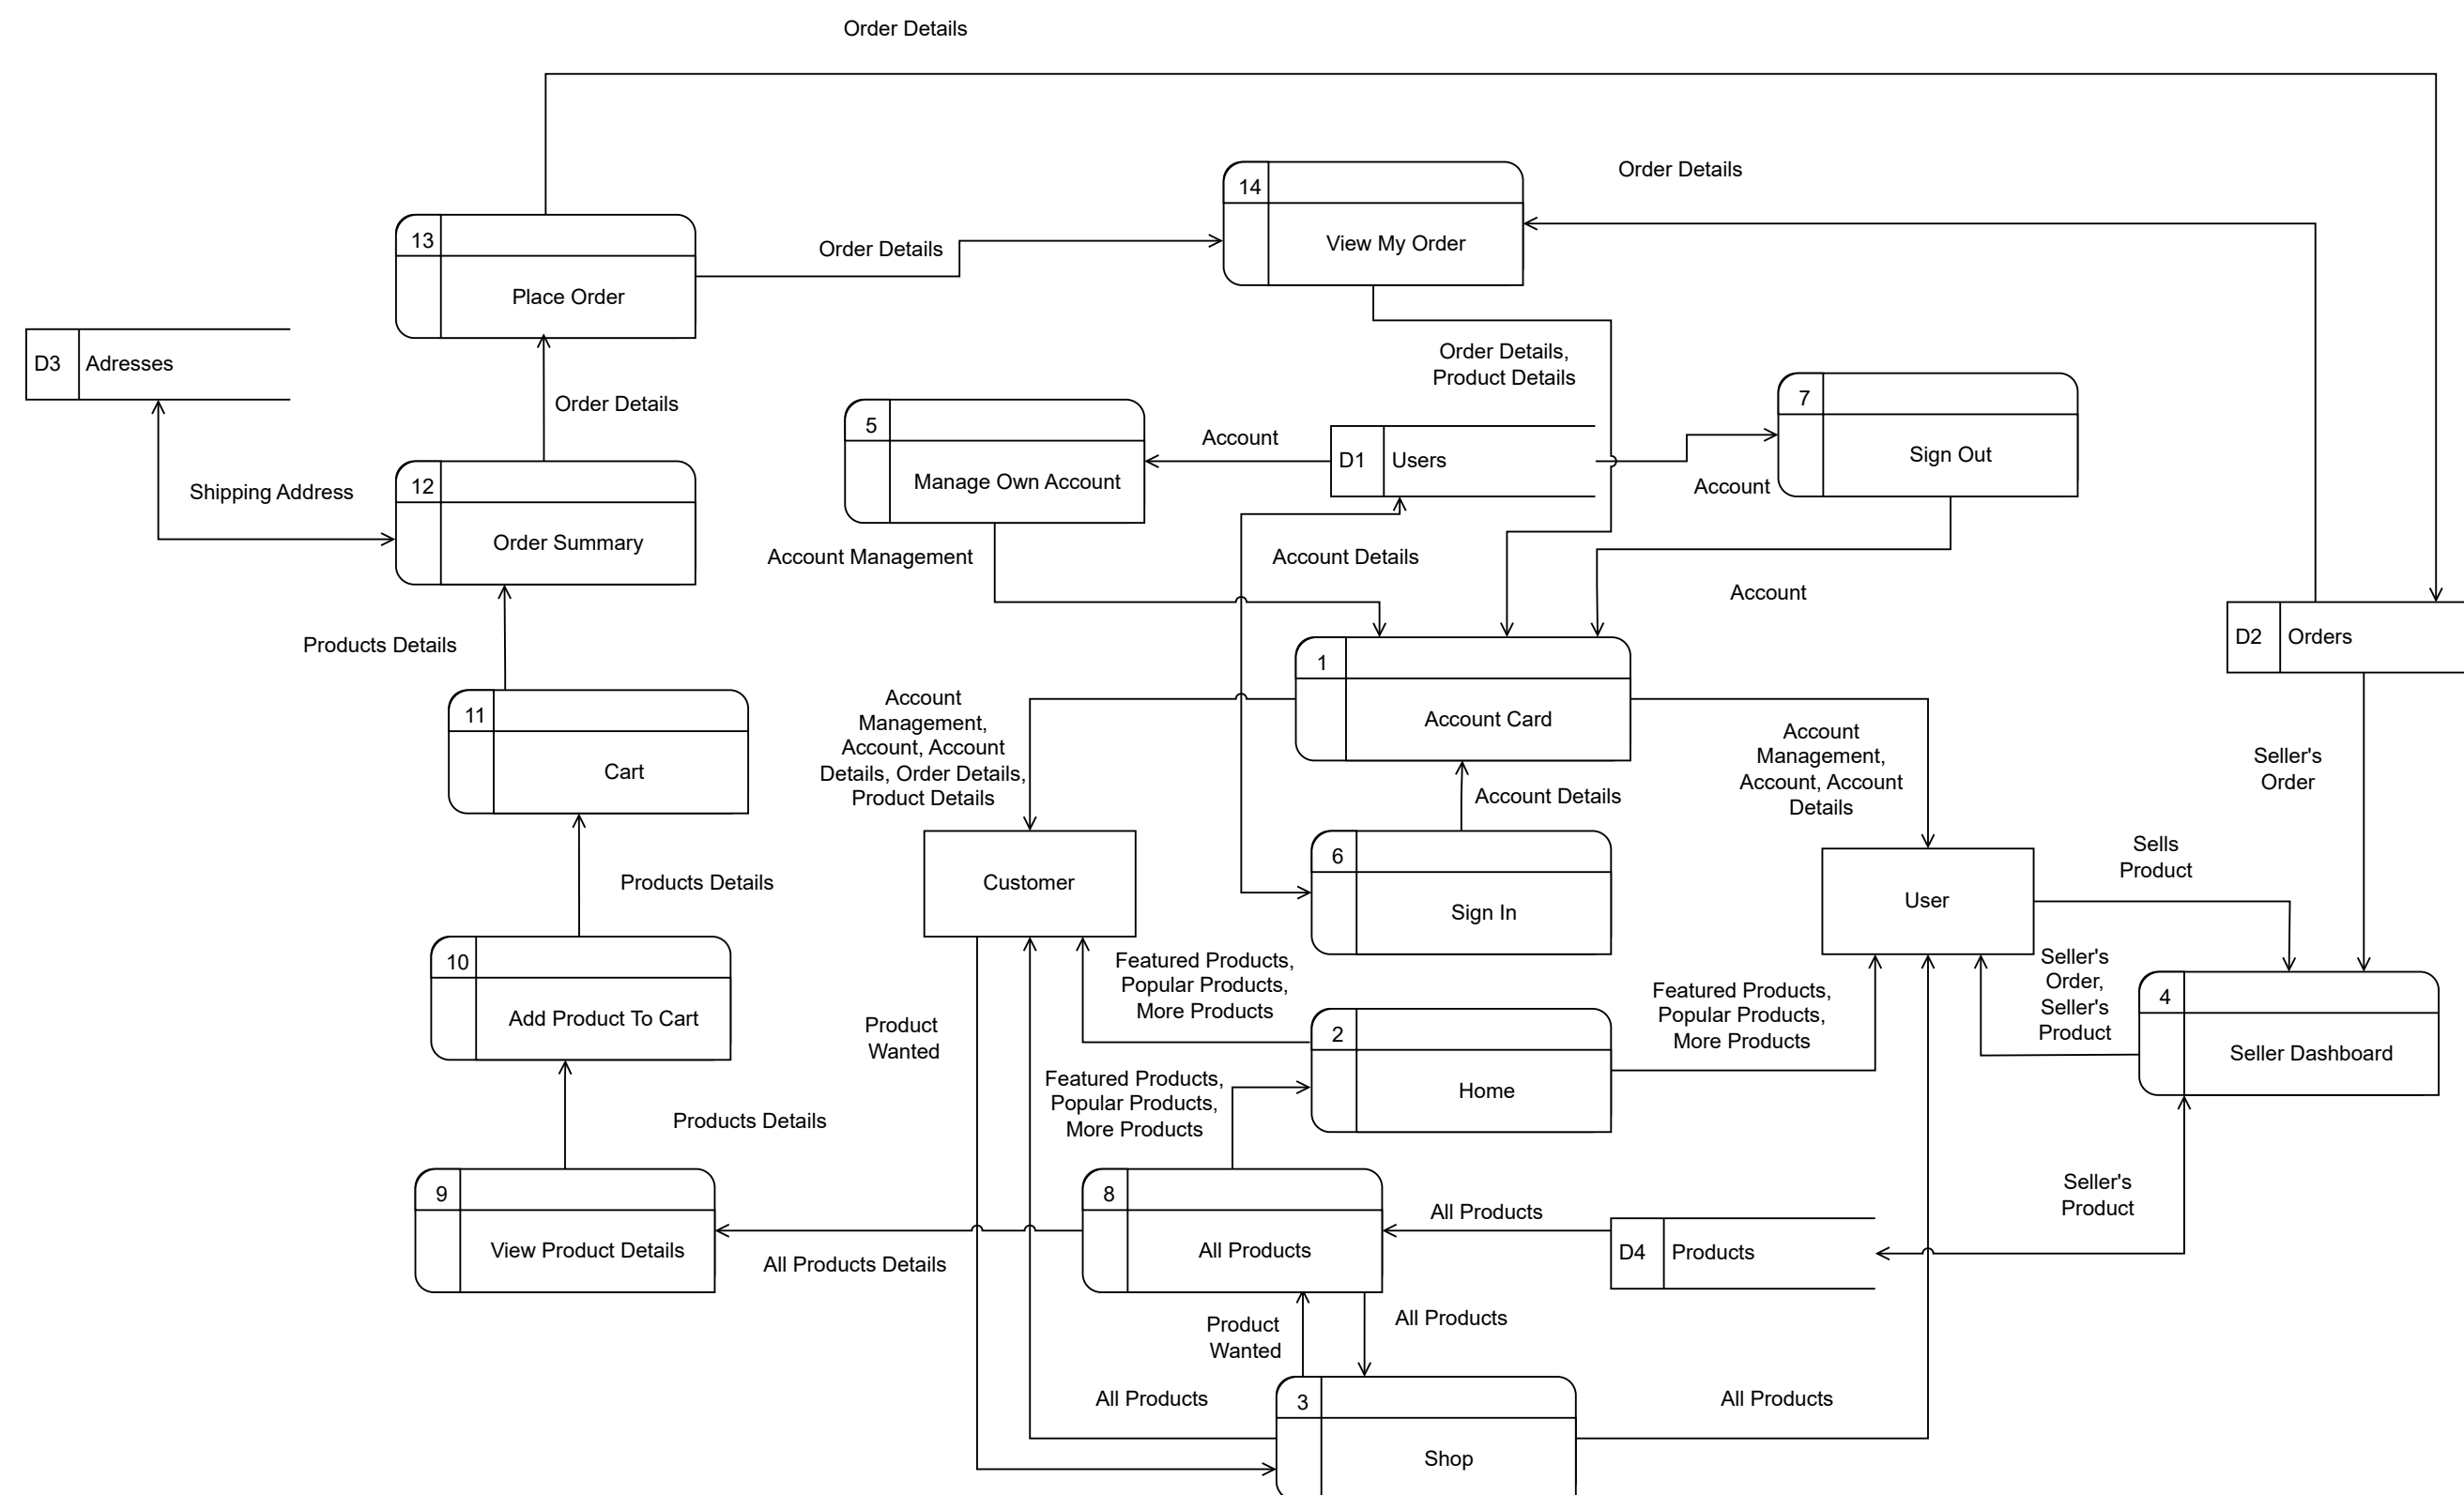 Order Details
14
Order Details
View My Order
13
Order Details
Place Order
D3
Adresses
Order Details
Order Details,
Product Details
7
Sign Out
5
Manage Own Account
Account
D1
Users
Account
12
Order Summary
Shipping Address
Account Management
Account Details
Account
Products Details
D2
Orders
1
Account Card
11
Cart
Account
Management,
Account, Account
Details, Order Details,
Product Details
Account
Management,
Account, Account
Details
Seller's
Order
Account Details
Customer
6
Sign In
User
Sells
Product
Products Details
10
Add Product To Cart
Product
Wanted
Featured Products,
Popular Products,
More Products
2
Home
Featured Products,
Popular Products,
More Products
Seller's
Order,
Seller's
Product
4
Seller Dashboard
Featured Products,
Popular Products,
More Products
Products Details
9
View Product Details
All Products Details
8
All Products
All Products
D4
Products
Seller's
Product
Product
Wanted
All Products
All Products
3
Shop
All Products